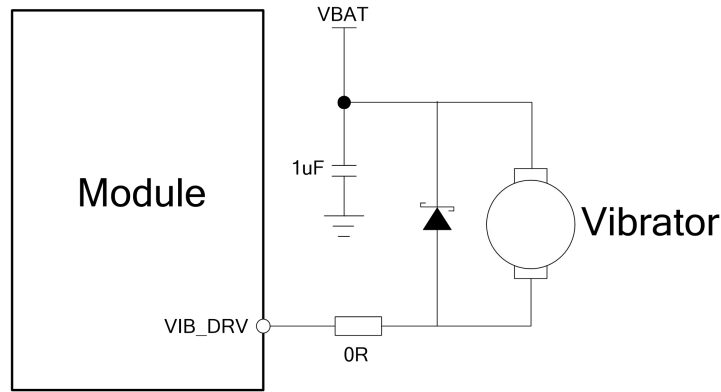 VBAT
1uF
Module
Vibrator
VIB_DRV
0R